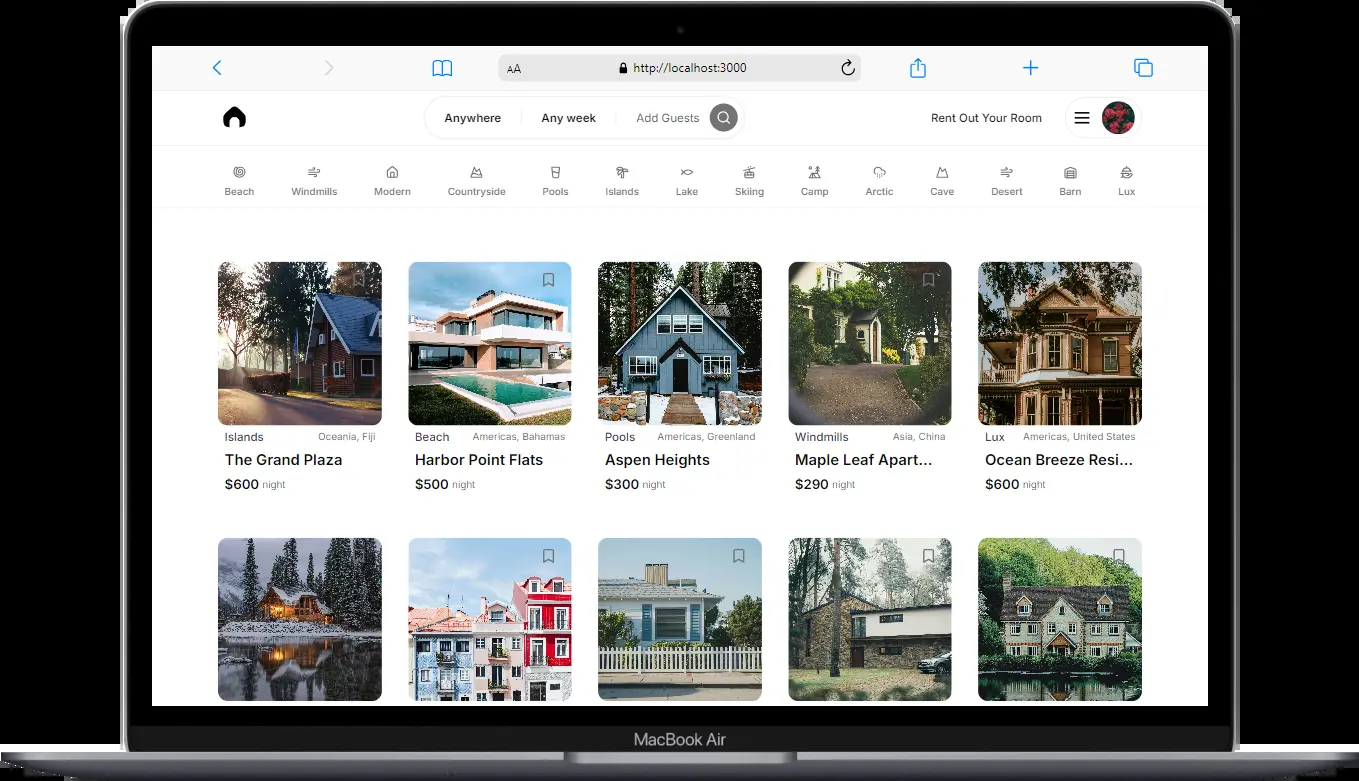 AA http://localhost:3000
Anywhere Any week Add Guests Rent Out Your Room
Beach Windmills Modern Countryside Pools Islands Lake Skiing Camp Arctic Cave Desert Barn Lux
Islands Oceania, Fiji
The Grand Plaza
$600 night
Beach Americas, Bahamas
Harbor Point Flats
$500 night
Pools Americas, Greenland
Aspen Heights
$300 night
Windmills Asia, China
Maple Leaf Apart...
$290 night
Lux Americas, United States
Ocean Breeze Resi...
$600 night
MacBook Air